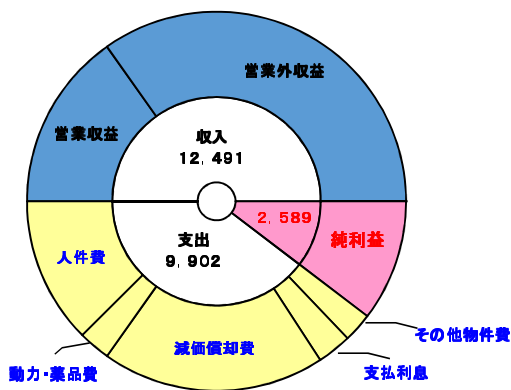 営業外収益
営業収益
収入
12,491
2,589
支出
9,902
純利益
人件費
その他物件費
減価償却費
動力・薬品費
支払利息